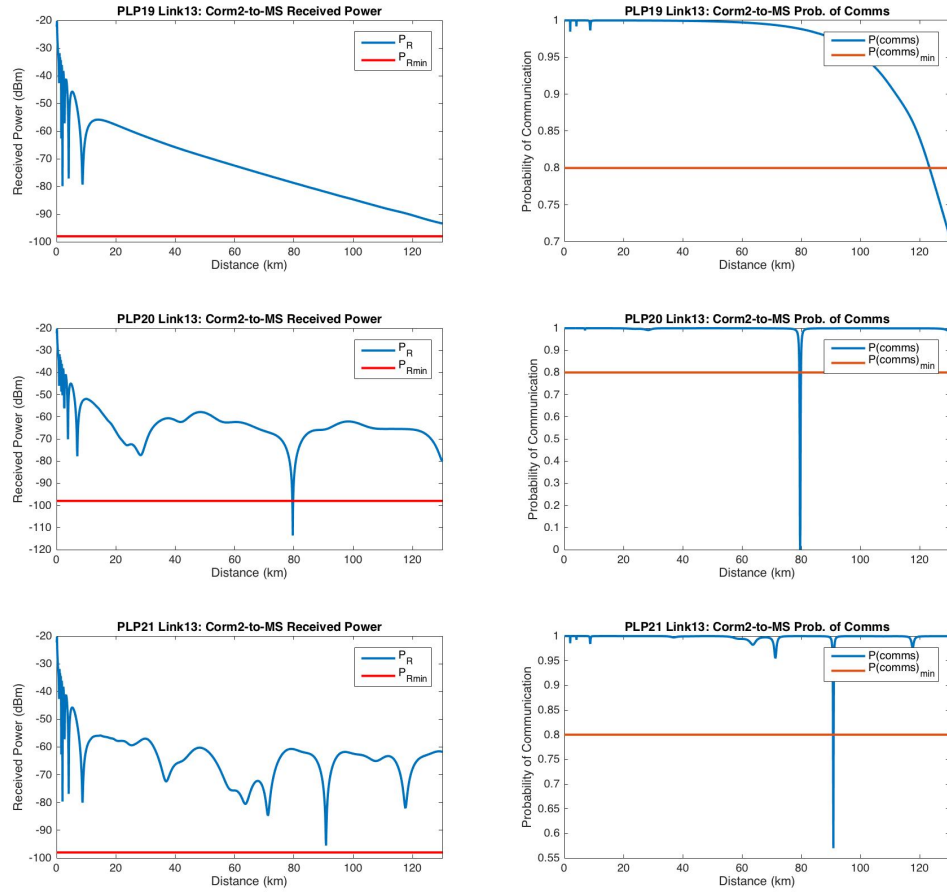 PLP19 Link13: Corm2-to-MS Received Power
-20
-30
-40
-50
-60
-70
-80
-90
-100
Received Power (dBm)
P_R
P_Rmin
0 20 40 60 80 100 120
Distance (km)
PLP19 Link13: Corm2-to-MS Prob. of Comms
1
0.95
0.9
0.85
0.8
0.75
0.7
Probability of Communication
P(comms)
P(comms)_min
0 20 40 60 80 100 120
Distance (km)
PLP20 Link13: Corm2-to-MS Received Power
-20
-30
-40
-50
-60
-70
-80
-90
-100
-110
-120
Received Power (dBm)
P_R
P_Rmin
0 20 40 60 80 100 120
Distance (km)
PLP20 Link13: Corm2-to-MS Prob. of Comms
1
0.9
0.8
0.7
0.6
0.5
0.4
0.3
0.2
0.1
0
Probability of Communication
P(comms)
P(comms)_min
0 20 40 60 80 100 120
Distance (km)
PLP21 Link13: Corm2-to-MS Received Power
-20
-30
-40
-50
-60
-70
-80
-90
-100
Received Power (dBm)
P_R
P_Rmin
0 20 40 60 80 100 120
Distance (km)
PLP21 Link13: Corm2-to-MS Prob. of Comms
1
0.95
0.9
0.85
0.8
0.75
0.7
0.65
0.6
0.55
Probability of Communication
P(comms)
P(comms)_min
0 20 40 60 80 100 120
Distance (km)